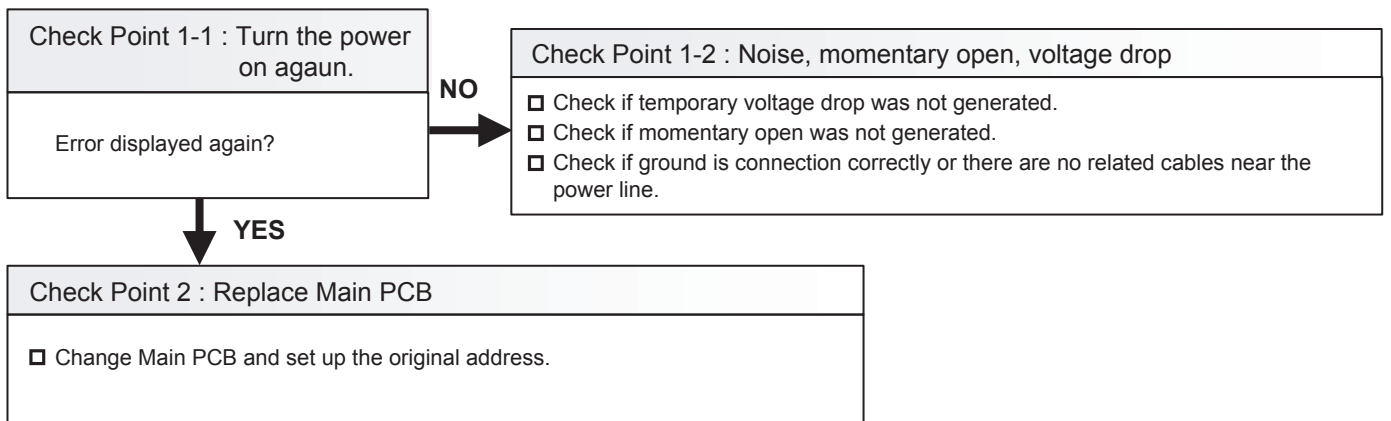 Check Point 1-1 : Turn the power
on agaun.
Error displayed again?
NO
Check Point 1-2 : Noise, momentary open, voltage drop
Check if temporary voltage drop was not generated.
Check if momentary open was not generated.
Check if ground is connection correctly or there are no related cables near the
power line.
YES
Check Point 2 : Replace Main PCB
Change Main PCB and set up the original address.